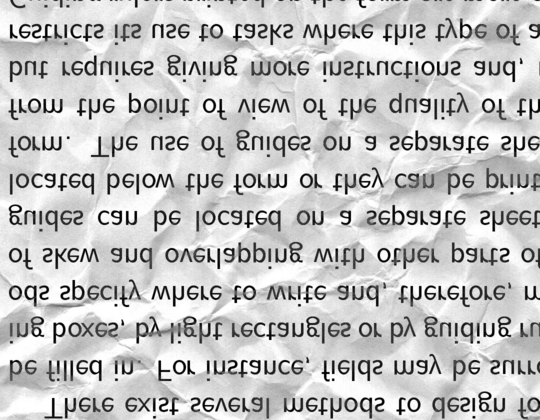 There exist several methods to design fo
be filled in. For instance, fields may be surro
ing boxes, by light rectangles or by guiding ru
ods specify where to write and, therefore, m
of skew and overlapping with other parts of
guides can be located on a separate sheet
located below the form or they can be print
form. The use of guides on a separate she
from the point of view of the quality of th
but requires giving more instructions and,
restricts its use to tasks where this type of a